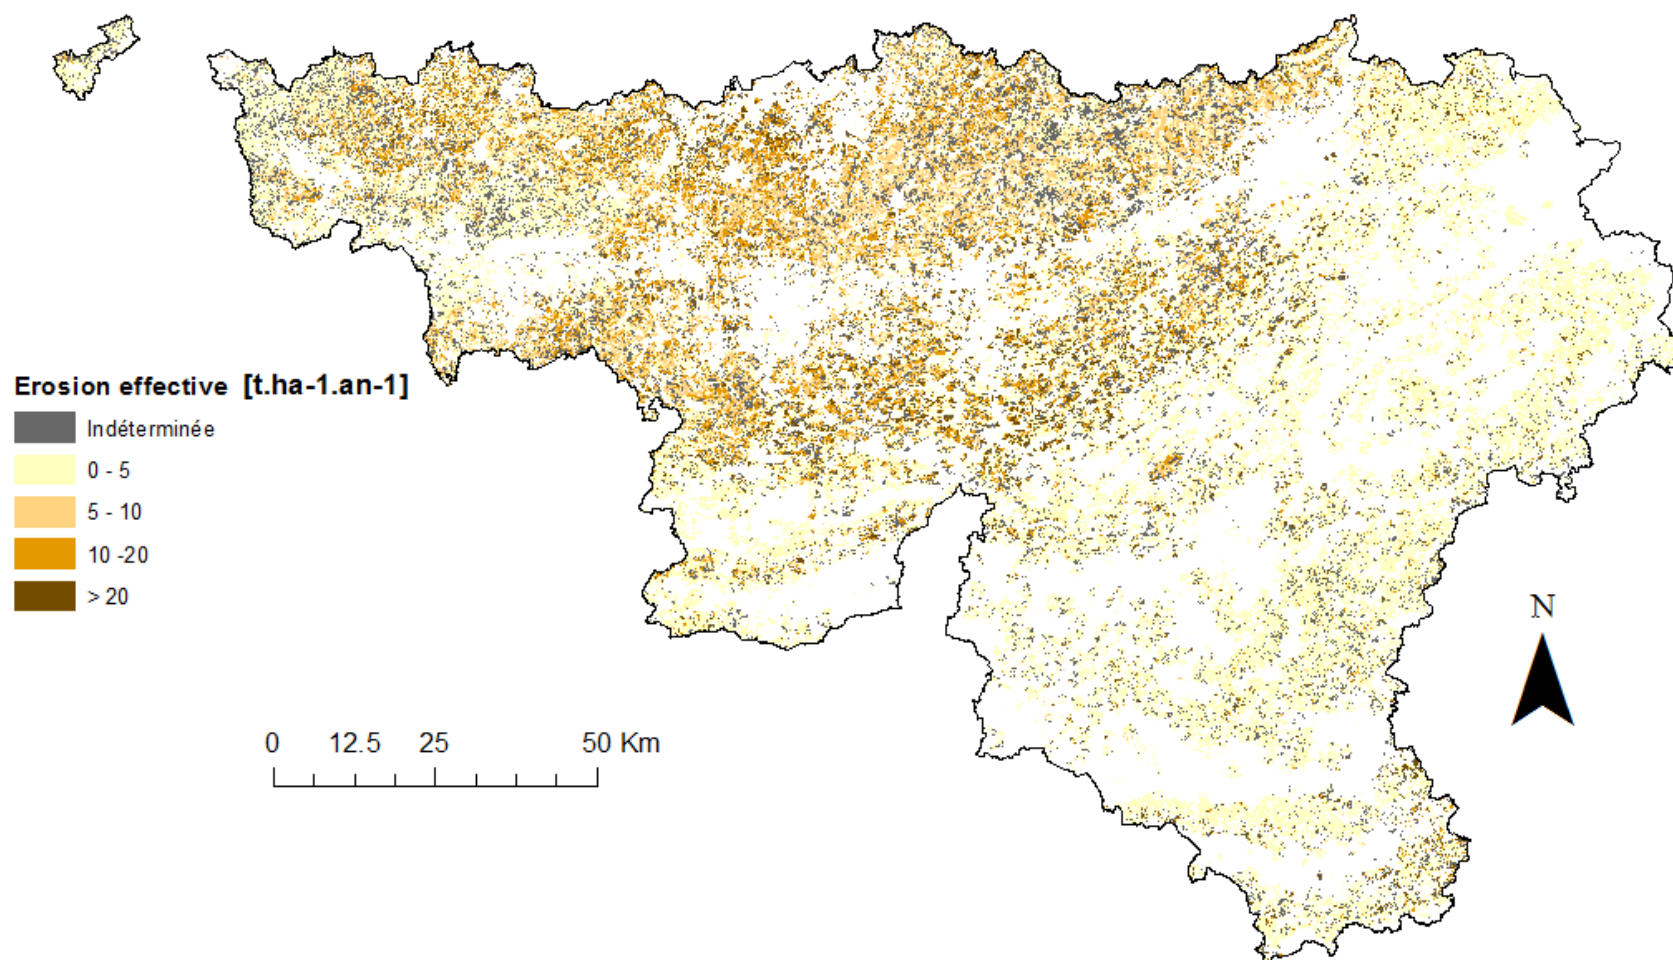 Erosion effective [t.ha-1.an-1]
Indéterminée
0 - 5
5 - 10
10 -20
> 20
N
0 12.5 25 50 Km